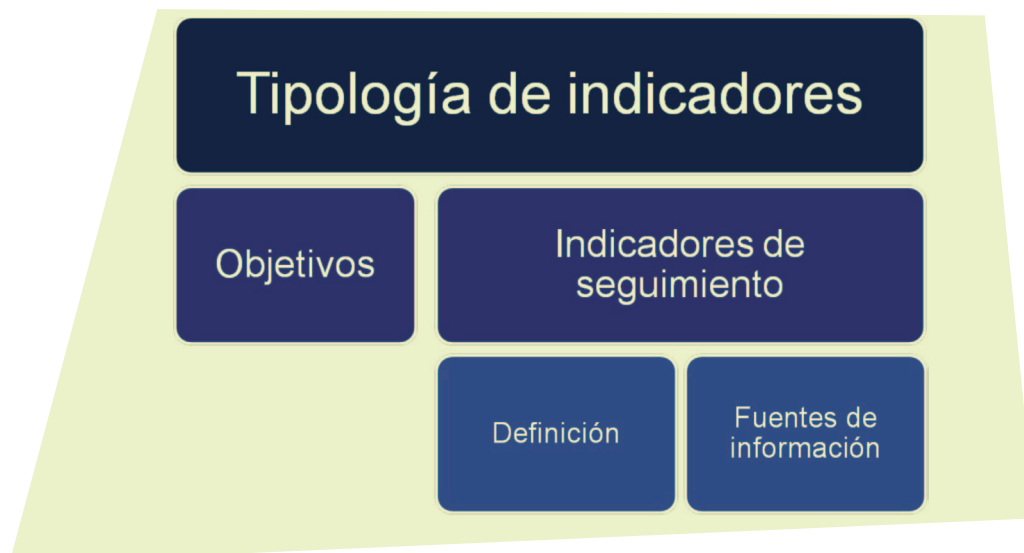 Tipología de indicadores
Objetivos
Indicadores de
seguimiento
Definición
Fuentes de
información